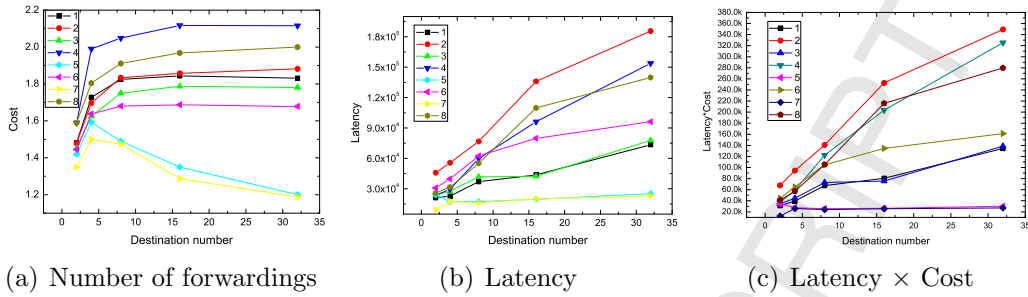 2.2
2.0
1.8
1.6
1.4
1.2
Cost
1
2
3
4
5
6
7
8
0 5 10 15 20 25 30 35
Destination number
(a) Number of forwardings
1.8x10⁵
1.5x10⁵
1.2x10⁵
9.0x10⁴
6.0x10⁴
3.0x10⁴
Latency
1
2
3
4
5
6
7
8
0 5 10 15 20 25 30 35
Destination number
(b) Latency
380.0k
360.0k
340.0k
320.0k
300.0k
280.0k
260.0k
240.0k
220.0k
200.0k
180.0k
160.0k
140.0k
120.0k
100.0k
80.0k
60.0k
40.0k
20.0k
Latency*Cost
1
2
3
4
5
6
7
8
0 5 10 15 20 25 30 35
Destination number
(c) Latency × Cost